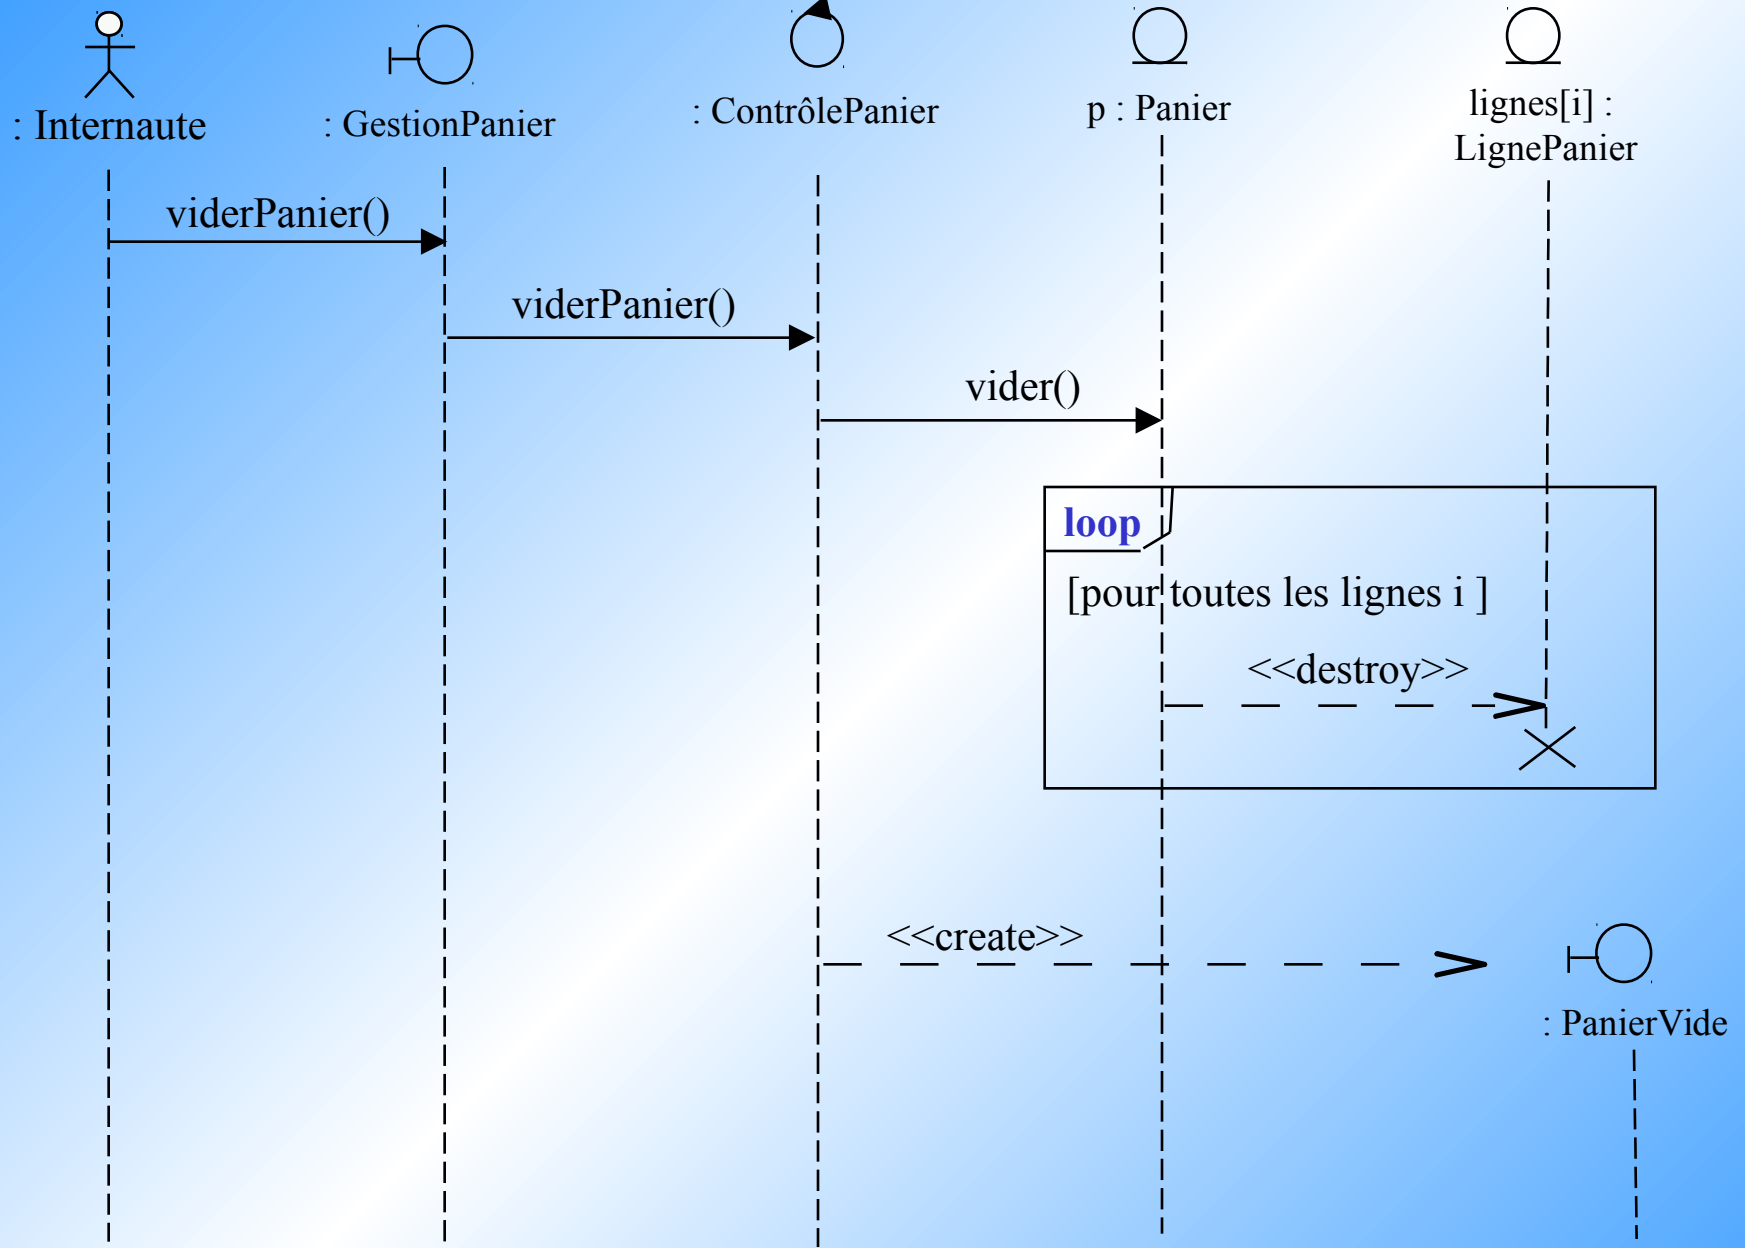 : Internaute
: GestionPanier
: ContrôlePanier
p : Panier
lignes[i] :
LignePanier
viderPanier()
viderPanier()
vider()
loop
[pour toutes les lignes i ]
<<destroy>>
<<create>>
: PanierVide